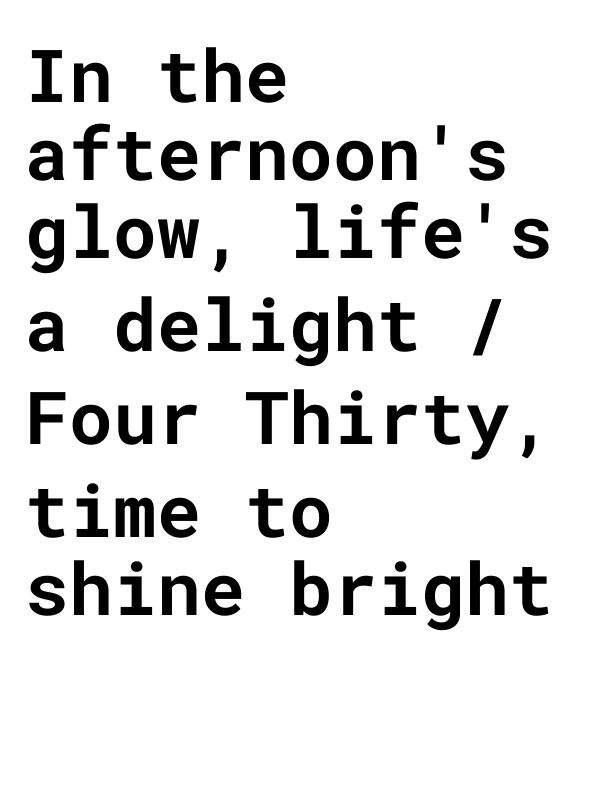 In the
afternoon's
glow, life's
a delight /
Four Thirty,
time to
shine bright